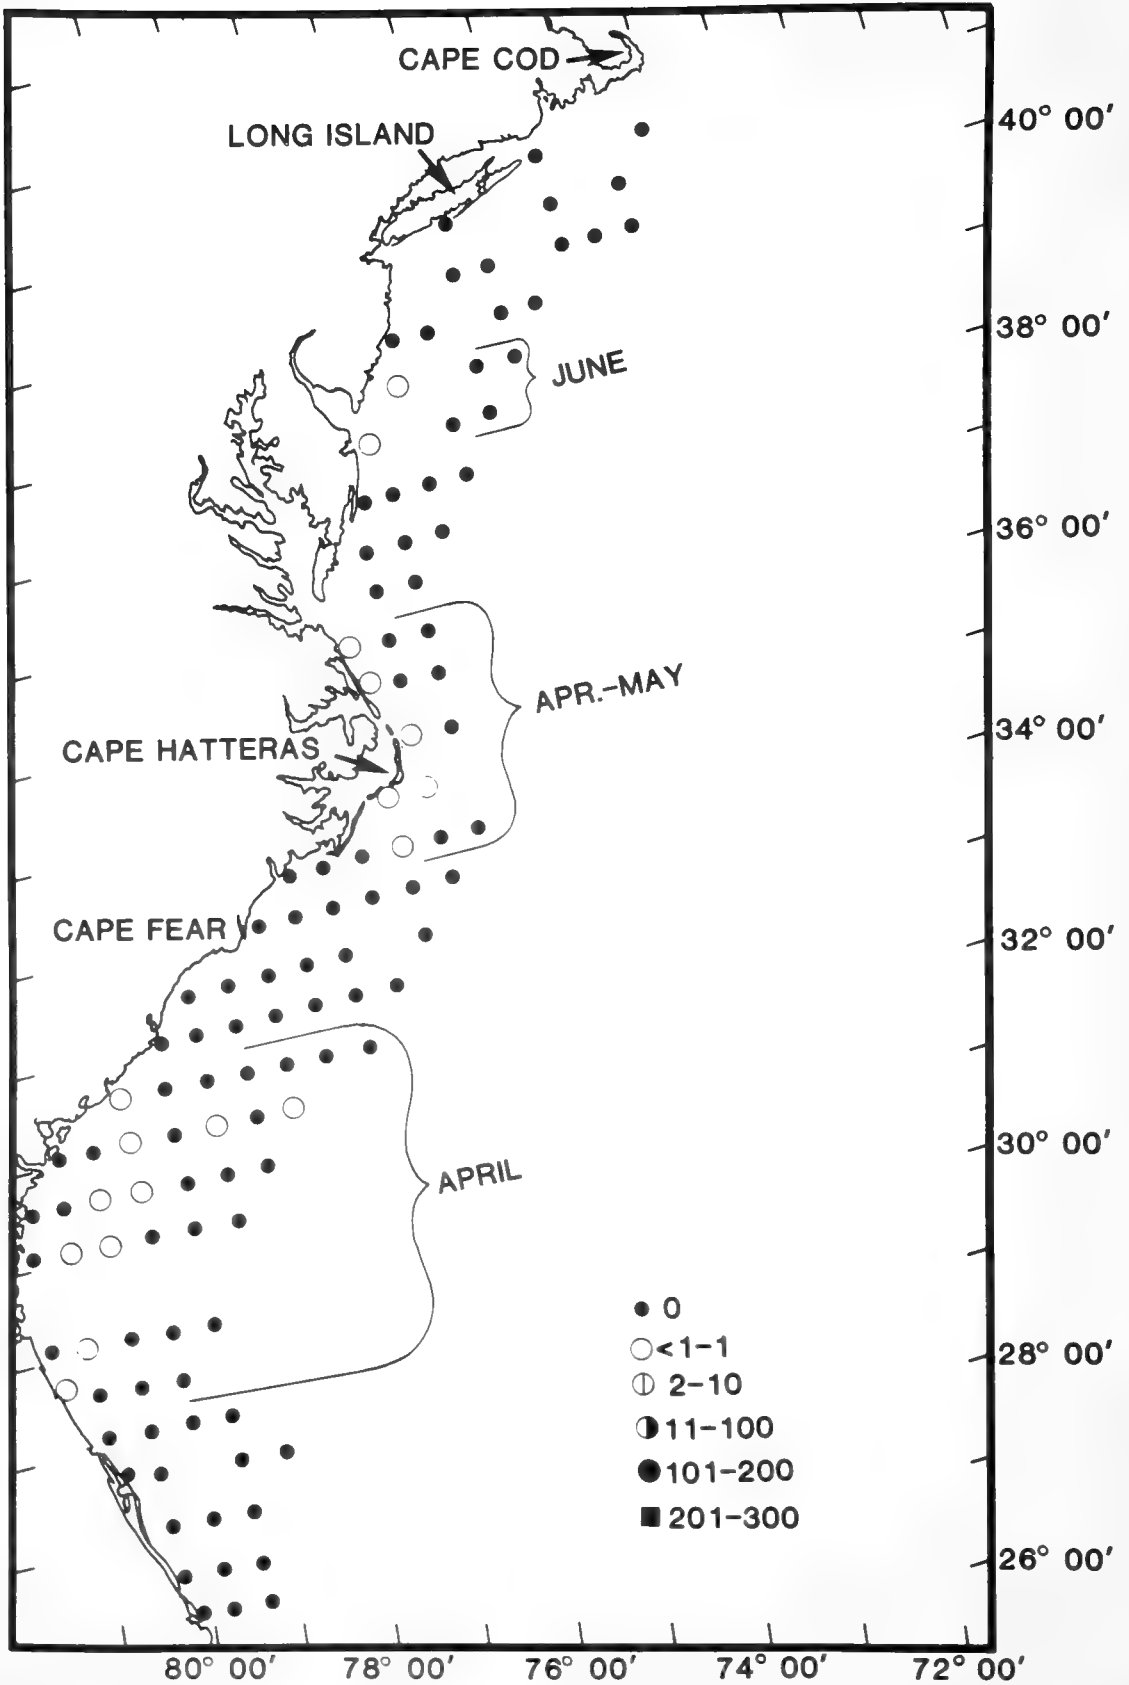 CAPE COD
40° 00'
LONG ISLAND
38° 00'
JUNE
36° 00'
APR.-MAY
34° 00'
CAPE HATTERAS
CAPE FEAR
32° 00'
30° 00'
APRIL
0
<1-1
28° 00'
2-10
11-100
101-200
201-300
26° 00'
80° 00' 78° 00' 76° 00' 74° 00' 72° 00'